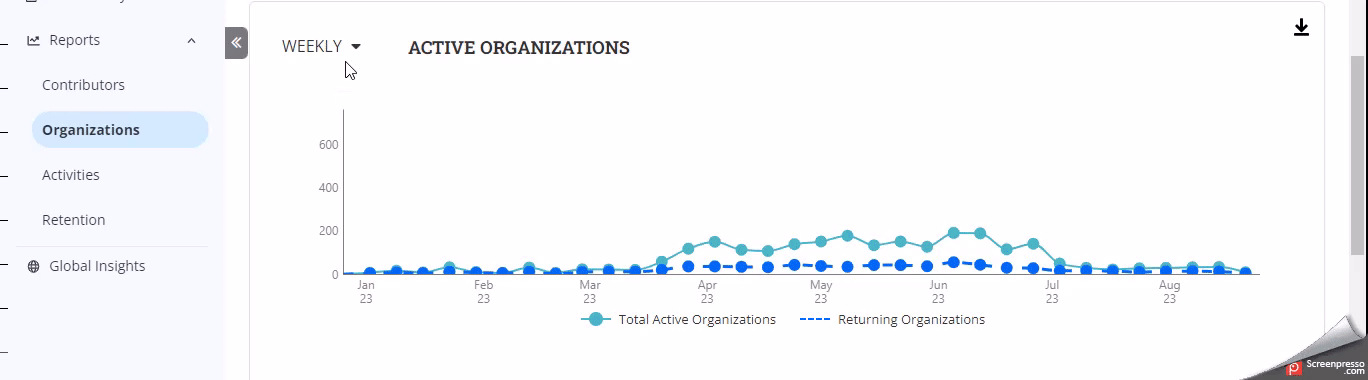 Reports
Contributors
Organizations
Activities
Retention
Global Insights
WEEKLY
ACTIVE ORGANIZATIONS
600
400
200
0
Jan
23
Feb
23
Mar
23
Apr
23
May
23
Jun
23
Jul
23
Aug
23
Total Active Organizations
Returning Organizations
Screenpresso
.com